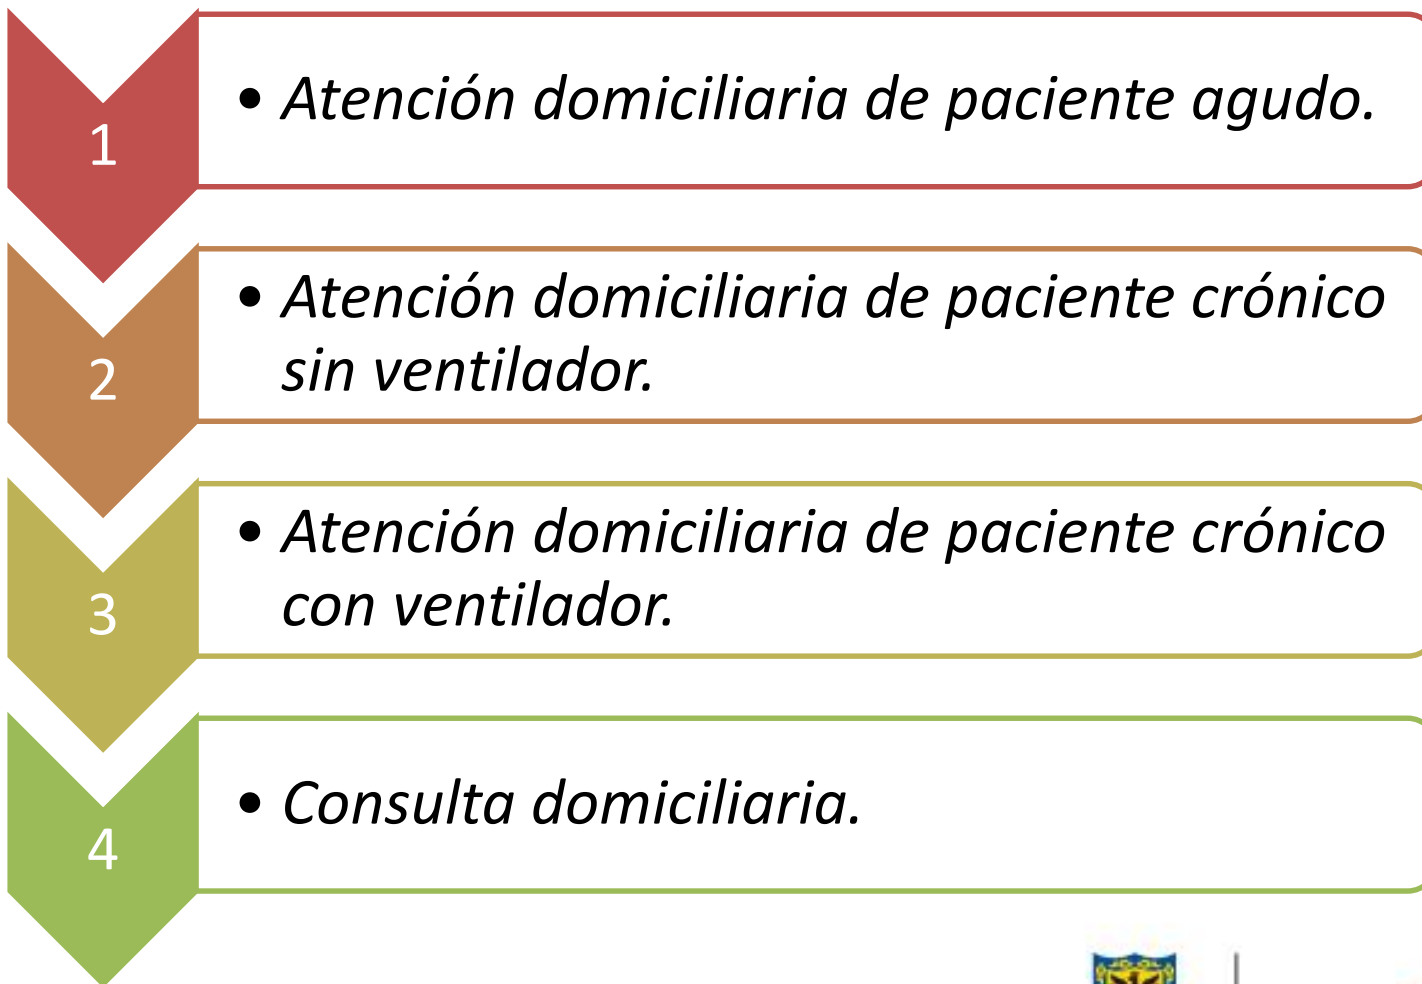 1
• Atención domiciliaria de paciente agudo.
2
• Atención domiciliaria de paciente crónico
sin ventilador.
3
• Atención domiciliaria de paciente crónico
con ventilador.
4
• Consulta domiciliaria.